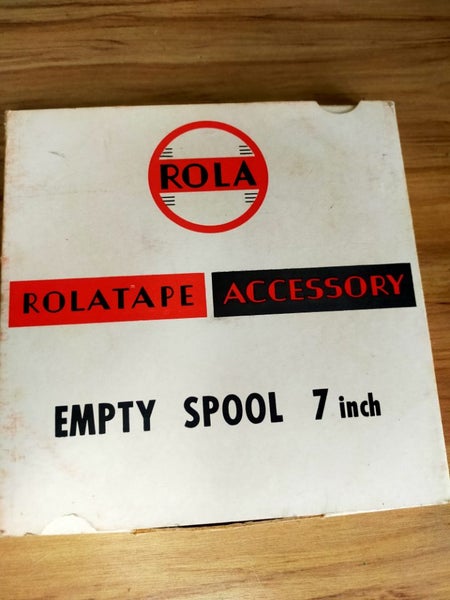 ROLA
ROLATAPE ACCESSORY
EMPTY SPOOL 7 inch